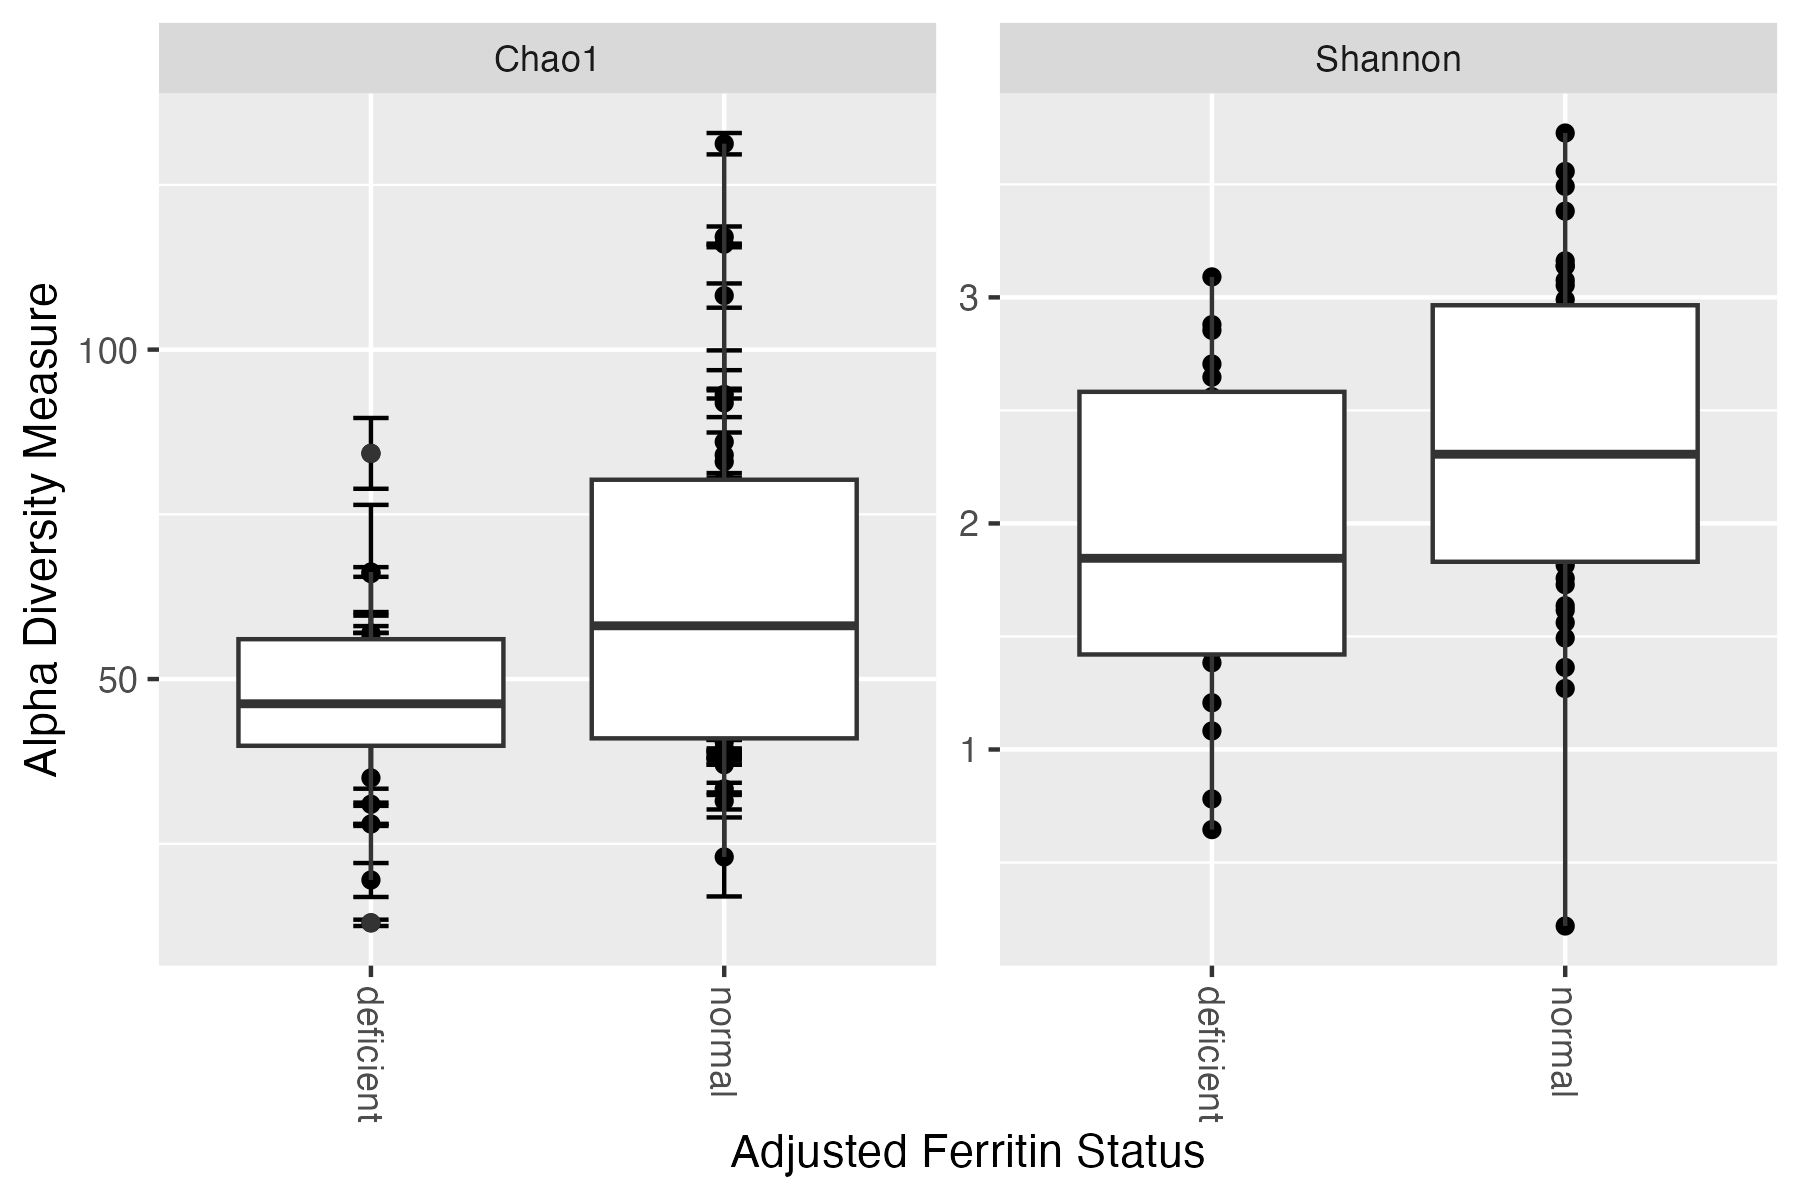 Chao1
Shannon
Alpha Diversity Measure
100
50
3
2
1
deficient
normal
deficient
normal
Adjusted Ferritin Status